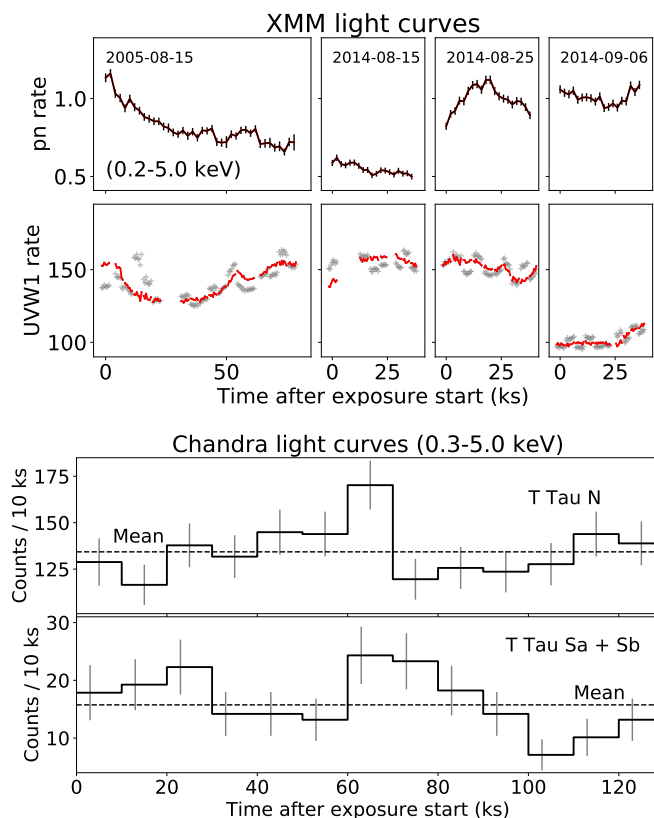 XMM light curves
2005-08-15
2014-08-15
2014-08-25
2014-09-06
pn rate
1.0
0.5
(0.2-5.0 keV)
UVW1 rate
150
100
0
50
0
25
0
25
0
25
Time after exposure start (ks)
Chandra light curves (0.3-5.0 keV)
Counts / 10 ks
175
150
125
T Tau N
Mean
Counts / 10 ks
30
20
10
T Tau Sa + Sb
Mean
0
20
40
60
80
100
120
Time after exposure start (ks)